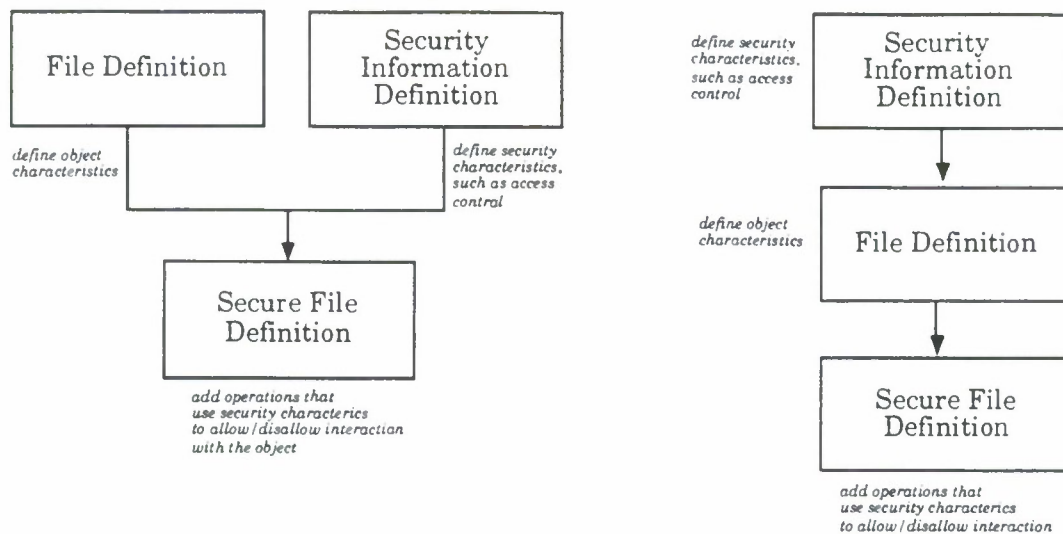 File Definition
Security
Information
Definition
define object
characteristics
define security
characteristics,
such as access
control
Secure File
Definition
add operations that
use security characterics
to allow/disallow interaction
with the object
define security
characteristics,
such as access
control
Security
Information
Definition
define object
characteristics
File Definition
Secure File
Definition
add operations that
use security characterics
to allow/disallow interaction